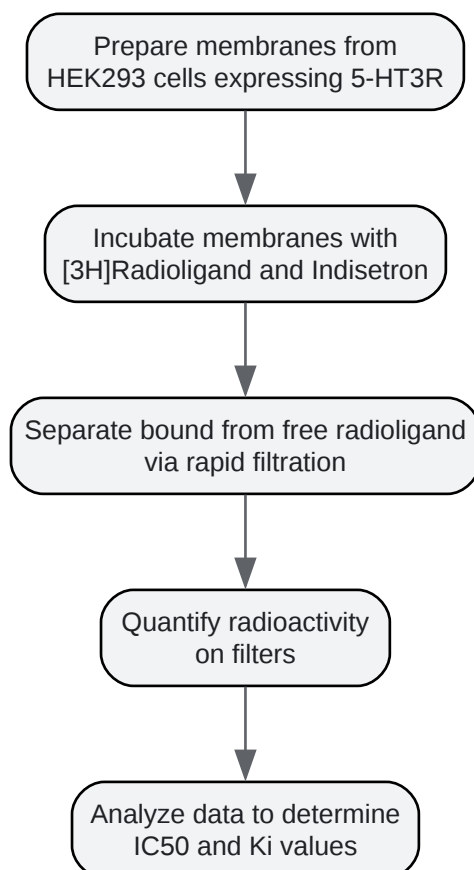 Prepare membranes from
HEK293 cells expressing 5-HT3R
Incubate membranes with
[3H]Radioligand and Indisetron
Separate bound from free radioligand
via rapid filtration
Quantify radioactivity
on filters
Analyze data to determine
IC50 and Ki values